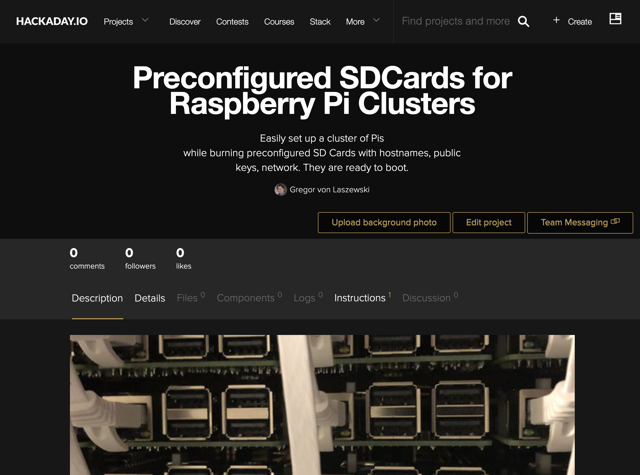 HACKADAY.IO Projects Discover Contests Courses Stack More Find projects and more + Create
Preconfigured SDCards for
Raspberry Pi Clusters
Easily set up a cluster of Pis
while burning preconfigured SD Cards with hostnames, public
keys, network. They are ready to boot.
Gregor von Laszewski
Upload background photo Edit project Team Messaging
0 0 0
comments followers likes
Description Details Files 0 Components 0 Logs 0 Instructions 1 Discussion 0